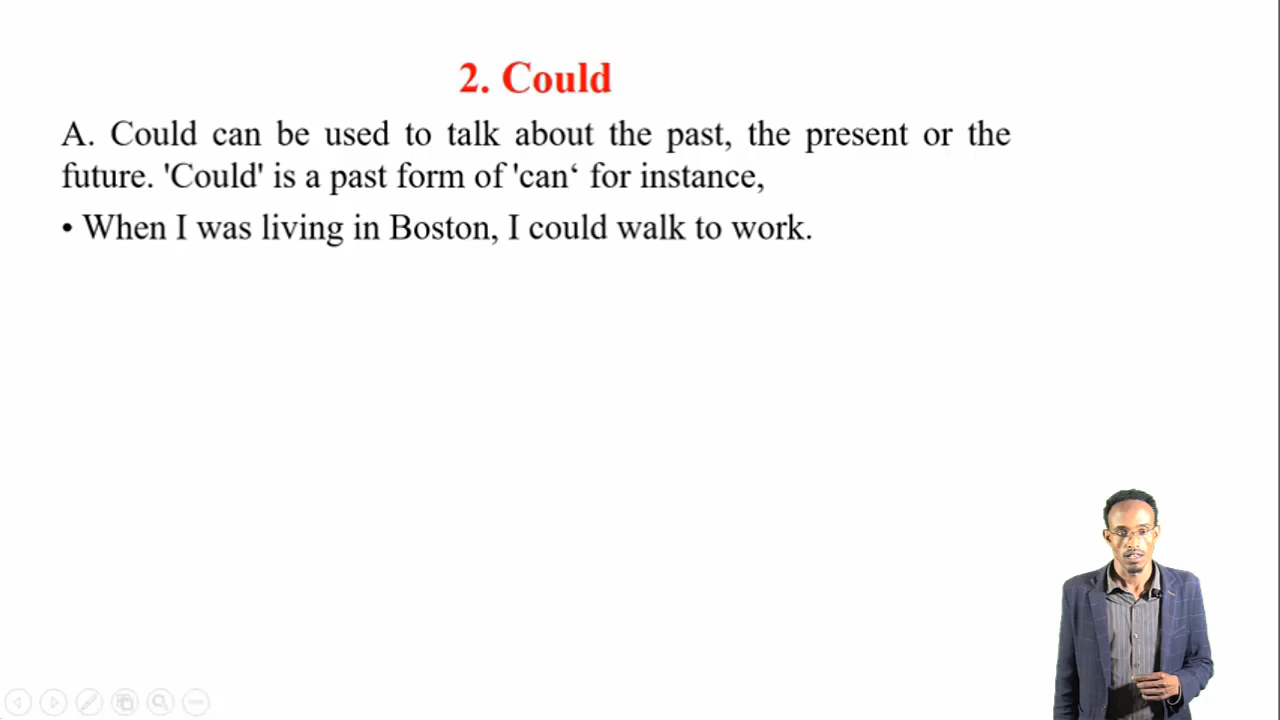 2. Could
A. Could can be used to talk about the past, the present or the
future. 'Could' is a past form of 'can‘ for instance,
• When I was living in Boston, I could walk to work.